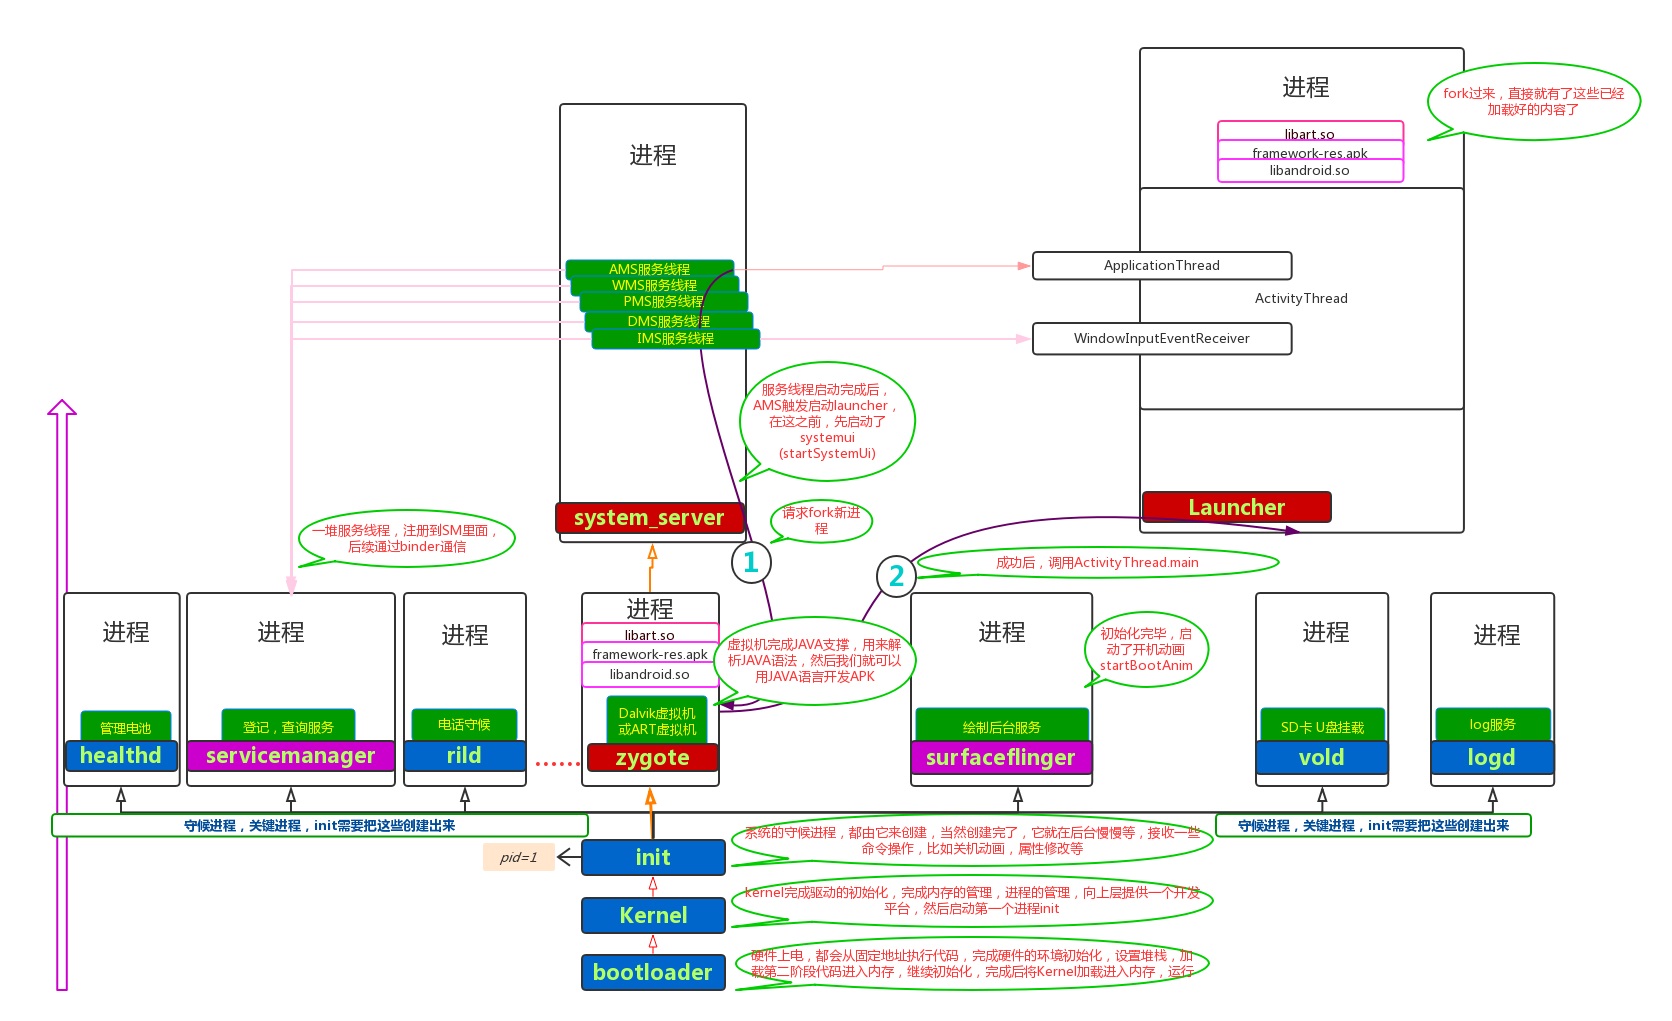 进程
fork过来，直接就有了这些已经
加载好的内容了
libart.so
framework-res.apk
libandroid.so
ApplicationThread
ActivityThread
WindowInputEventReceiver
Launcher
进程
AMS服务线程
WMS服务线程
PMS服务线程
DMS服务线程
IMS服务线程
服务线程启动完成后，
AMS触发启动launcher，
在这之前，先启动了
systemui
(startSystemUi)
system_server
请求fork新进
程
一堆服务线程，注册到SM里面，
后续通过binder通信
1
2
成功后，调用ActivityThread.main
进程
管理电池
healthd
进程
登记，查询服务
servicemanager
进程
电话守候
rild
进程
libart.so
framework-res.apk
libandroid.so
Dalvik虚拟机
或ART虚拟机
zygote
虚拟机完成JAVA支撑，用来解
析JAVA语法，然后我们就可以
用JAVA语言开发APK
进程
绘制后台服务
surfaceflinger
初始化完毕，启
动了开机动画
startBootAnim
进程
SD卡 U盘挂载
vold
进程
log服务
logd
守候进程，关键进程，init需要把这些创建出来
守候进程，关键进程，init需要把这些创建出来
系统的守候进程，都由它来创建，当然创建完了，它就在后台慢慢等，接收一些
命令操作，比如关机动画，属性修改等
init
pid=1
kernel完成驱动的初始化，完成内存的管理，进程的管理，向上层提供一个开发
平台，然后启动第一个进程init
Kernel
硬件上电，都会从固定地址执行代码，完成硬件的环境初始化，设置堆栈，加
载第二阶段代码进入内存，继续初始化，完成后将Kernel加载进入内存，运行
bootloader